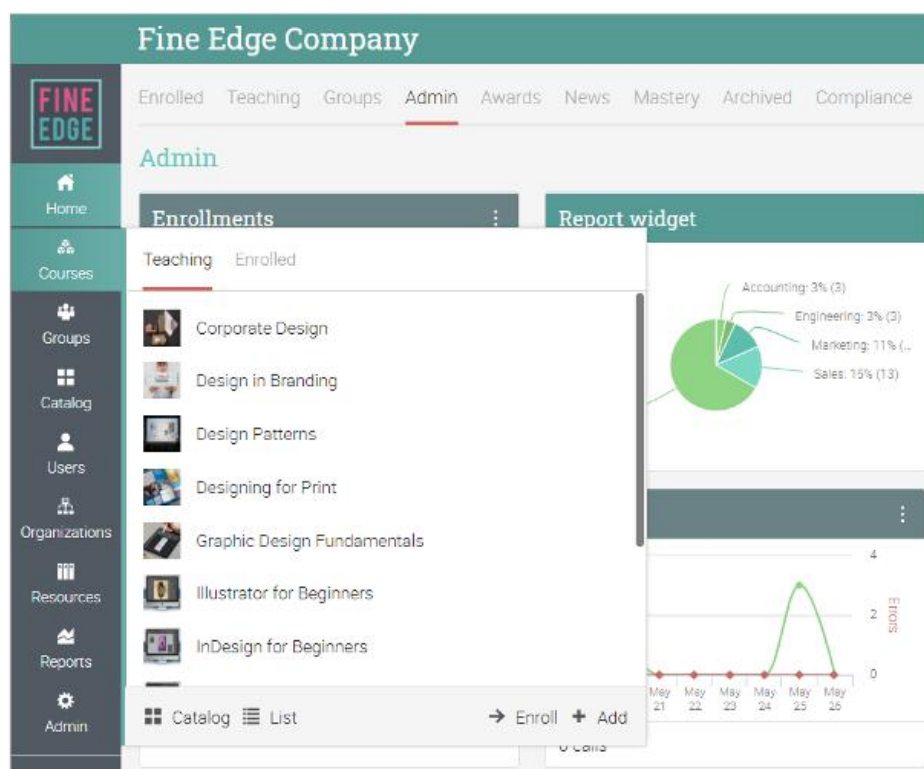 Fine Edge Company
FINE
EDGE
Enrolled Teaching Groups Admin Awards News Mastery Archived Compliance
Admin
Home
Courses
Groups
Catalog
Users
Organizations
Resources
Reports
Admin
Enrollments
Report widget
Teaching Enrolled
Corporate Design
Design in Branding
Design Patterns
Designing for Print
Graphic Design Fundamentals
Illustrator for Beginners
InDesign for Beginners
Catalog List Enroll Add
Accounting: 3% (3)
Engineering: 3% (3)
Marketing: 11% (...
Sales: 15% (13)
4
2
0
Errors
May 21
May 22
May 23
May 24
May 25
May 26
0 calls